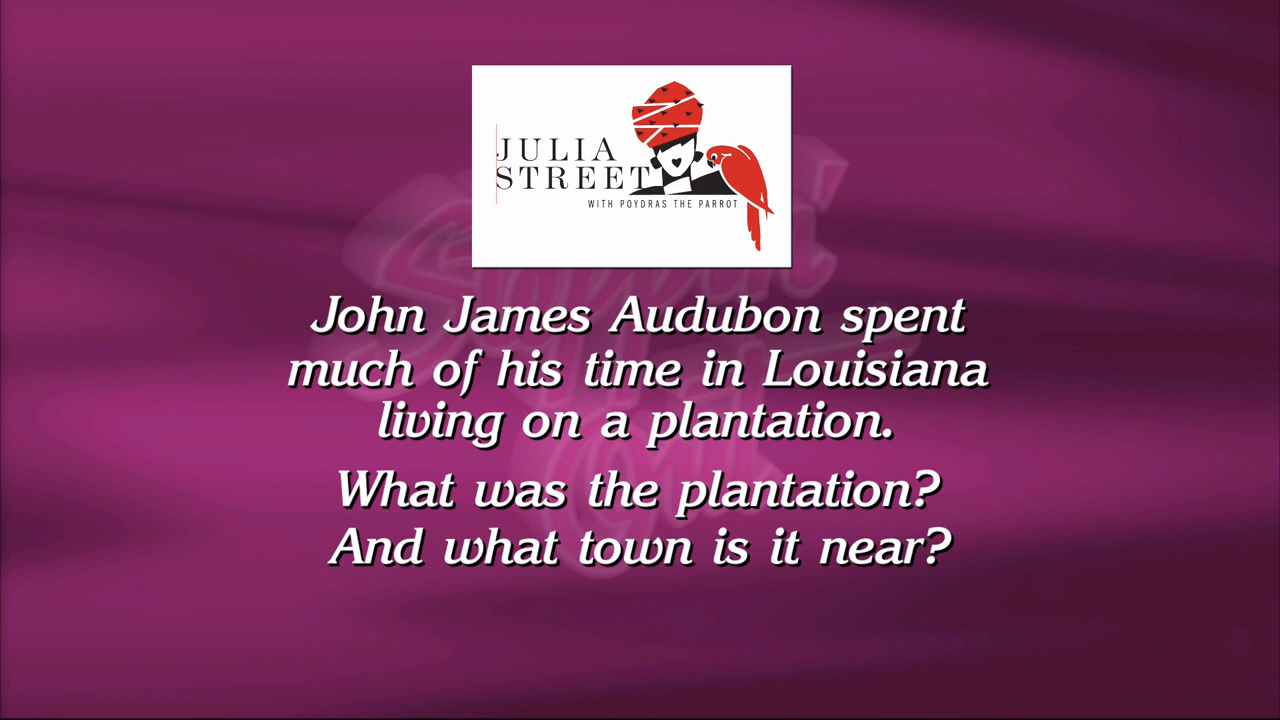 JULIA
STREET
WITH POYDRAS THE PARROT
John James Audubon spent
much of his time in Louisiana
living on a plantation.
What was the plantation?
And what town is it near?